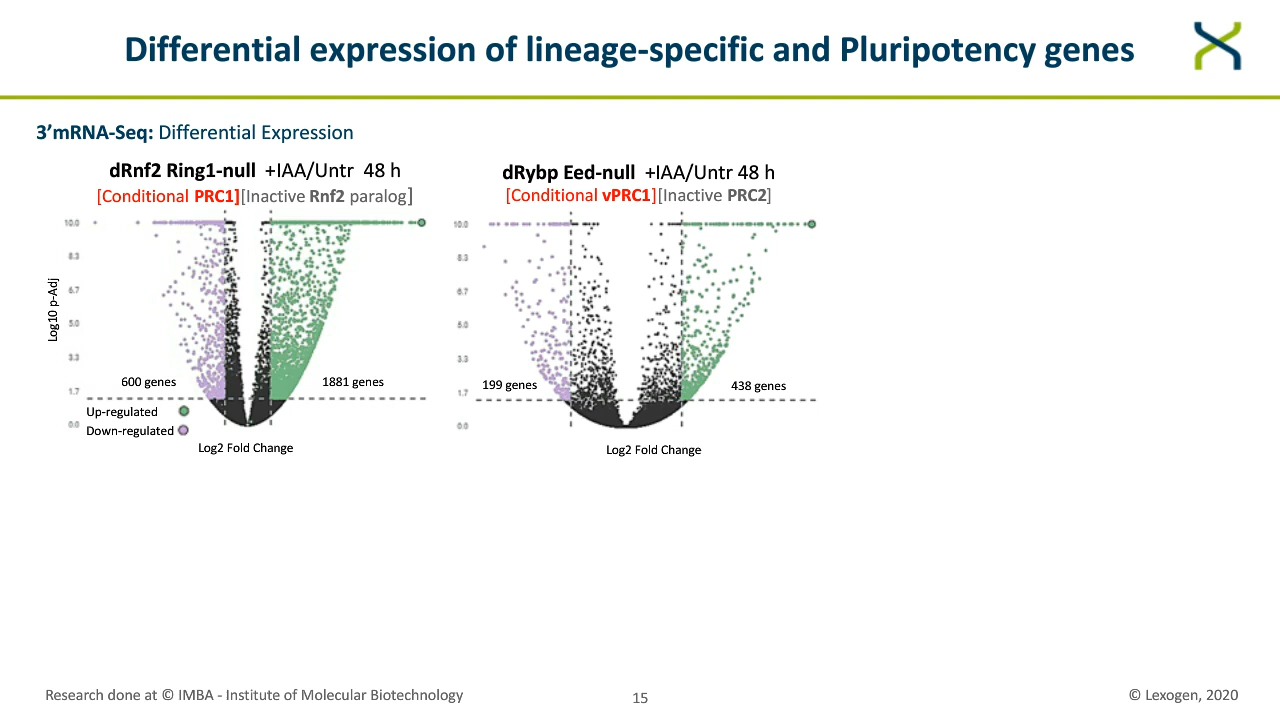 Differential expression of lineage-specific and Pluripotency genes
3’mRNA-Seq: Differential Expression
dRnf2 Ring1-null +IAA/Untr 48 h
[Conditional PRC1][Inactive Rnf2 paralog]
10.0
8.3
6.7
5.0
3.3
1.7
0.0
Log10 p-Adj
600 genes
1881 genes
Up-regulated
Down-regulated
Log2 Fold Change
dRybp Eed-null +IAA/Untr 48 h
[Conditional vPRC1][Inactive PRC2]
10.0
8.3
6.7
5.0
3.3
1.7
0.0
199 genes
438 genes
Log2 Fold Change
Research done at © IMBA - Institute of Molecular Biotechnology
15
© Lexogen, 2020